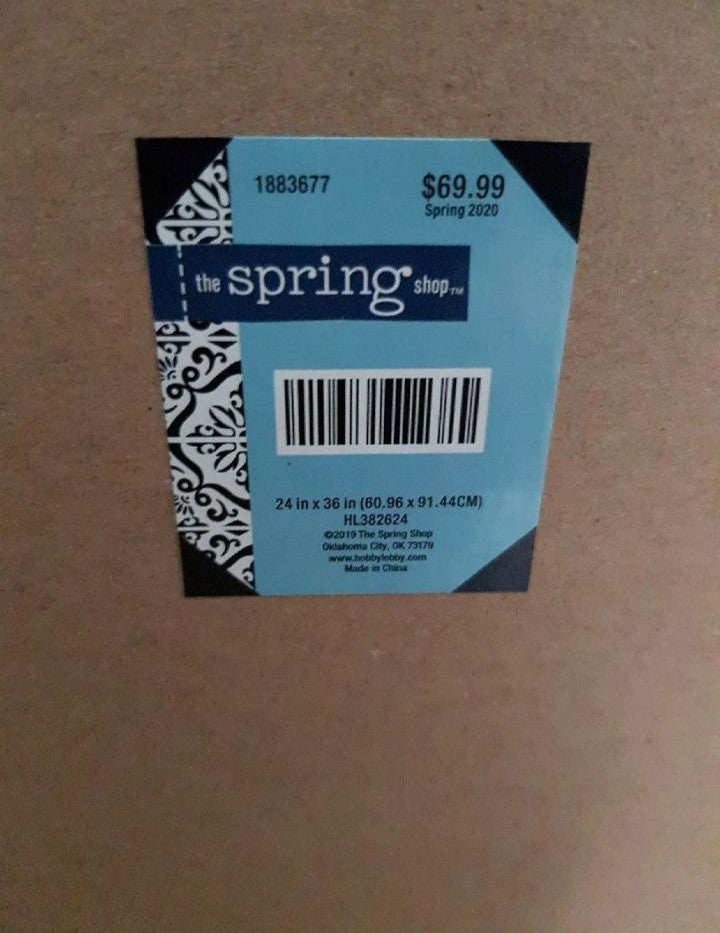 1883677
$69.99
Spring 2020
the spring shop™
24 in x 36 in (60.96 x 91.44CM)
HL382624
©2019 The Spring Shop
Oklahoma City, OK 73179
www.hobbylobby.com
Made in China